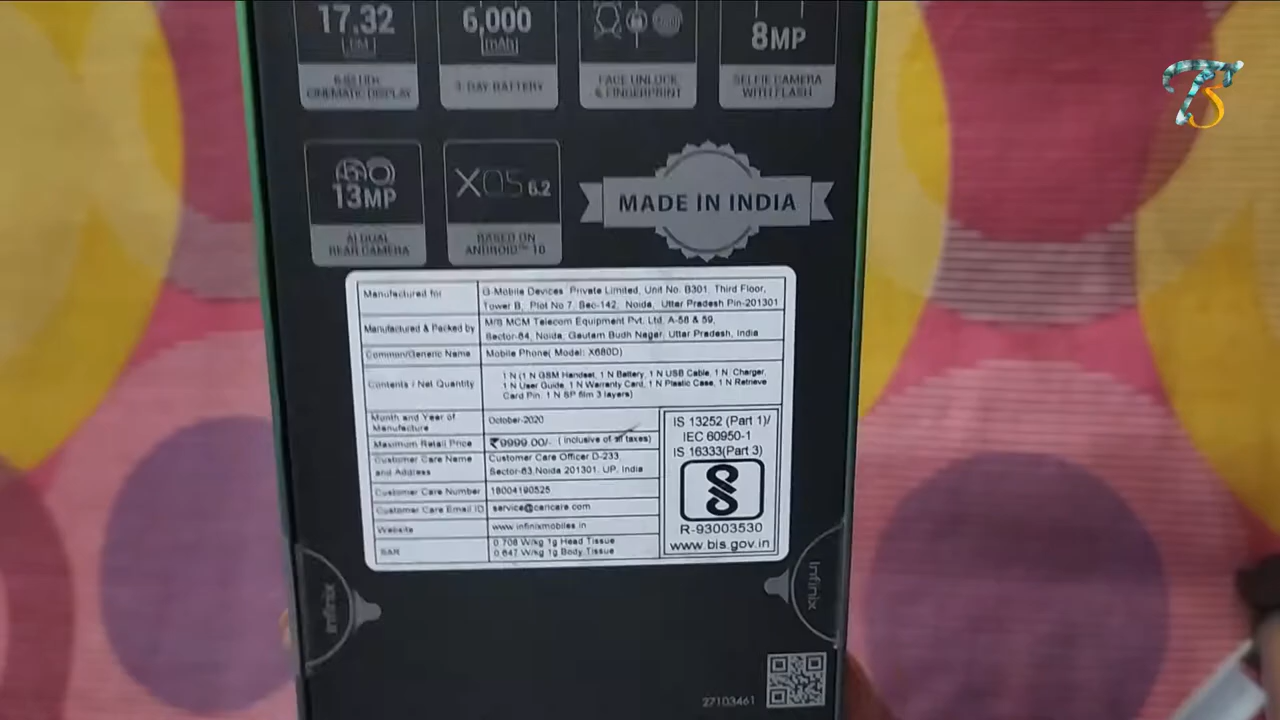 17.32
[CM]
6.82 HD+
CINEMATIC DISPLAY
6,000
[mAh]
3-DAY BATTERY
FACE UNLOCK
& FINGERPRINT
8MP
SELFIE CAMERA
WITH FLASH
13MP
AI DUAL
REAR CAMERA
XOS 6.2
BASED ON
ANDROID™ 10
MADE IN INDIA
Manufactured for
G-Mobile Devices Private Limited, Unit No. B301, Third Floor,
Tower B, Plot No 7, Sec-142, Noida, Uttar Pradesh Pin-201301
Manufactured & Packed by
M/S MCM Telecom Equipment Pvt. Ltd, A-58 & 59,
Sector-64, Noida, Gautam Budh Nagar, Uttar Pradesh, India
Common/Generic Name
Mobile Phone( Model: X680D)
Contents / Net Quantity
1 N (1 N GSM Handset, 1 N Battery, 1 N USB Cable, 1 N, Charger,
1 N User Guide, 1 N Warranty Card, 1 N Plastic Case, 1 N Retrieve
Card Pin, 1 N SP film 3 layers)
Month and Year of
Manufacture
October-2020
Maximum Retail Price
₹9999.00/- ( inclusive of all taxes)
Customer Care Name
and Address
Customer Care Officer D-233,
Sector-63,Noida 201301. UP, India
Customer Care Number
18004190525
Customer Care Email ID
service@carlcare.com
Website
www.infinixmobiles.in
SAR
0.708 W/kg 1g Head Tissue
0.647 W/kg 1g Body Tissue
IS 13252 (Part 1)/
IEC 60950-1
IS 16333(Part 3)
R-93003530
www.bis.gov.in
Infinix
Infinix
27103461
TS